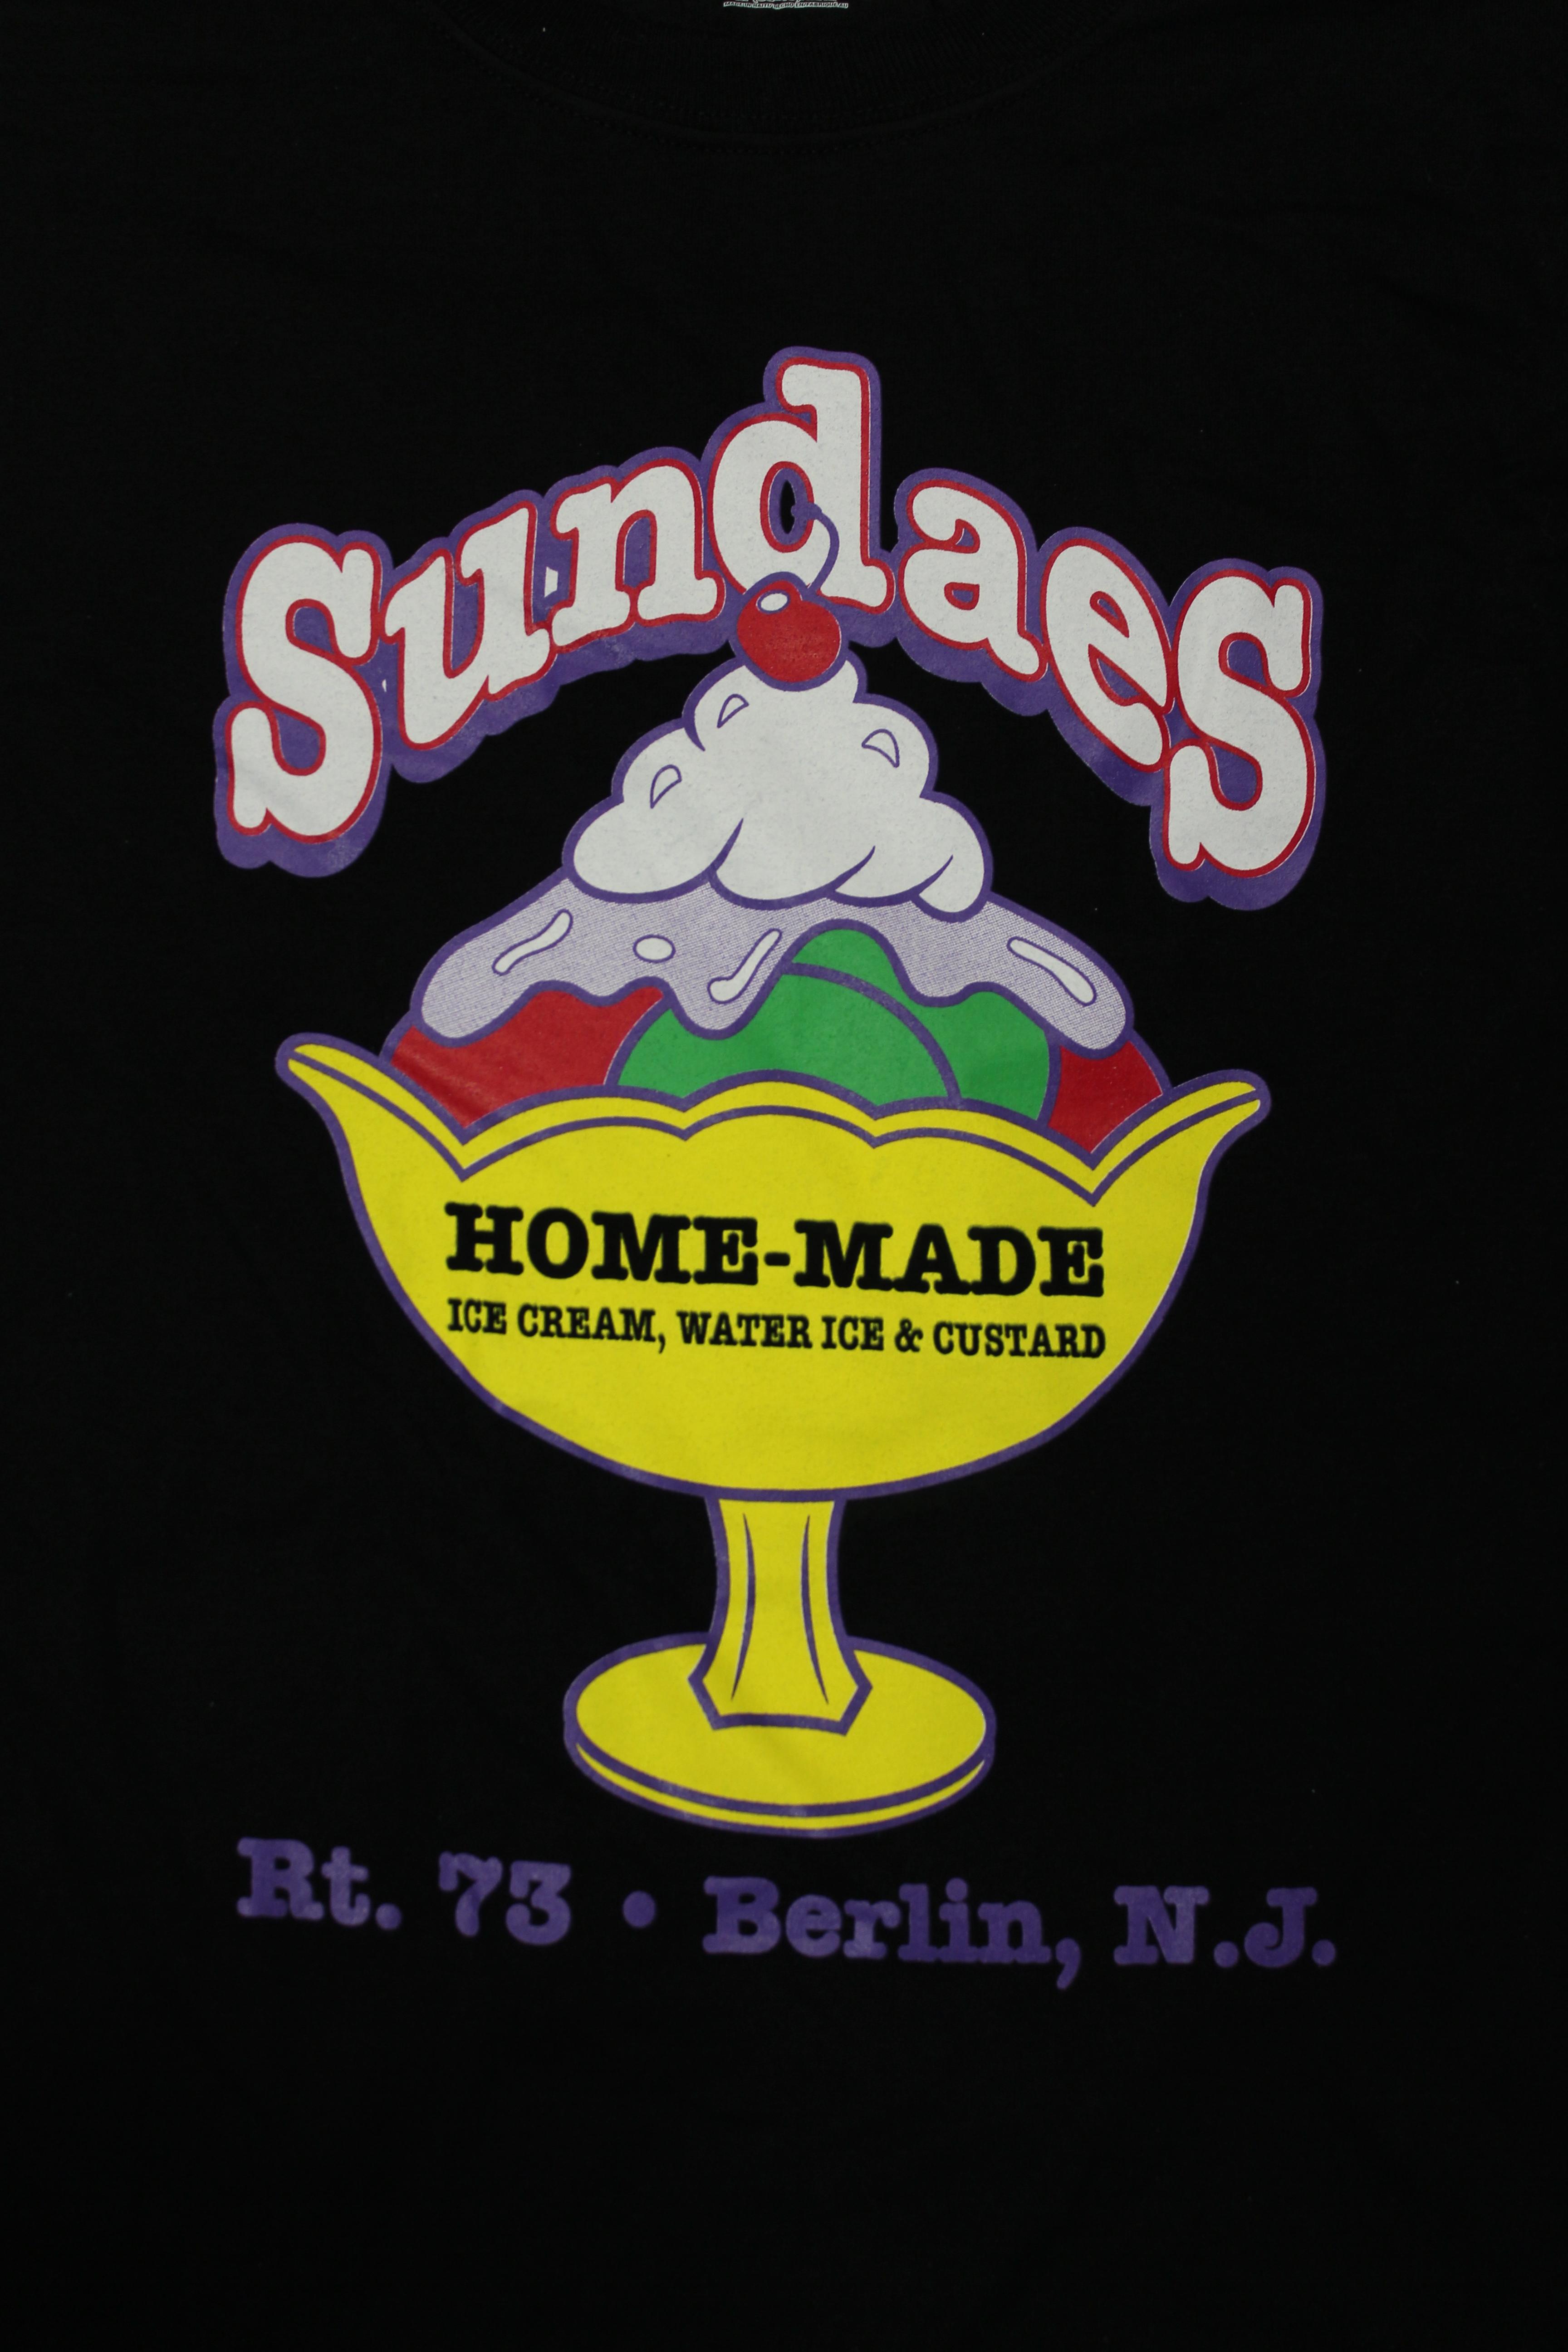 Sundaes
HOME-MADE
ICE CREAM, WATER ICE & CUSTARD
Rt. 73 • Berlin, N.J.